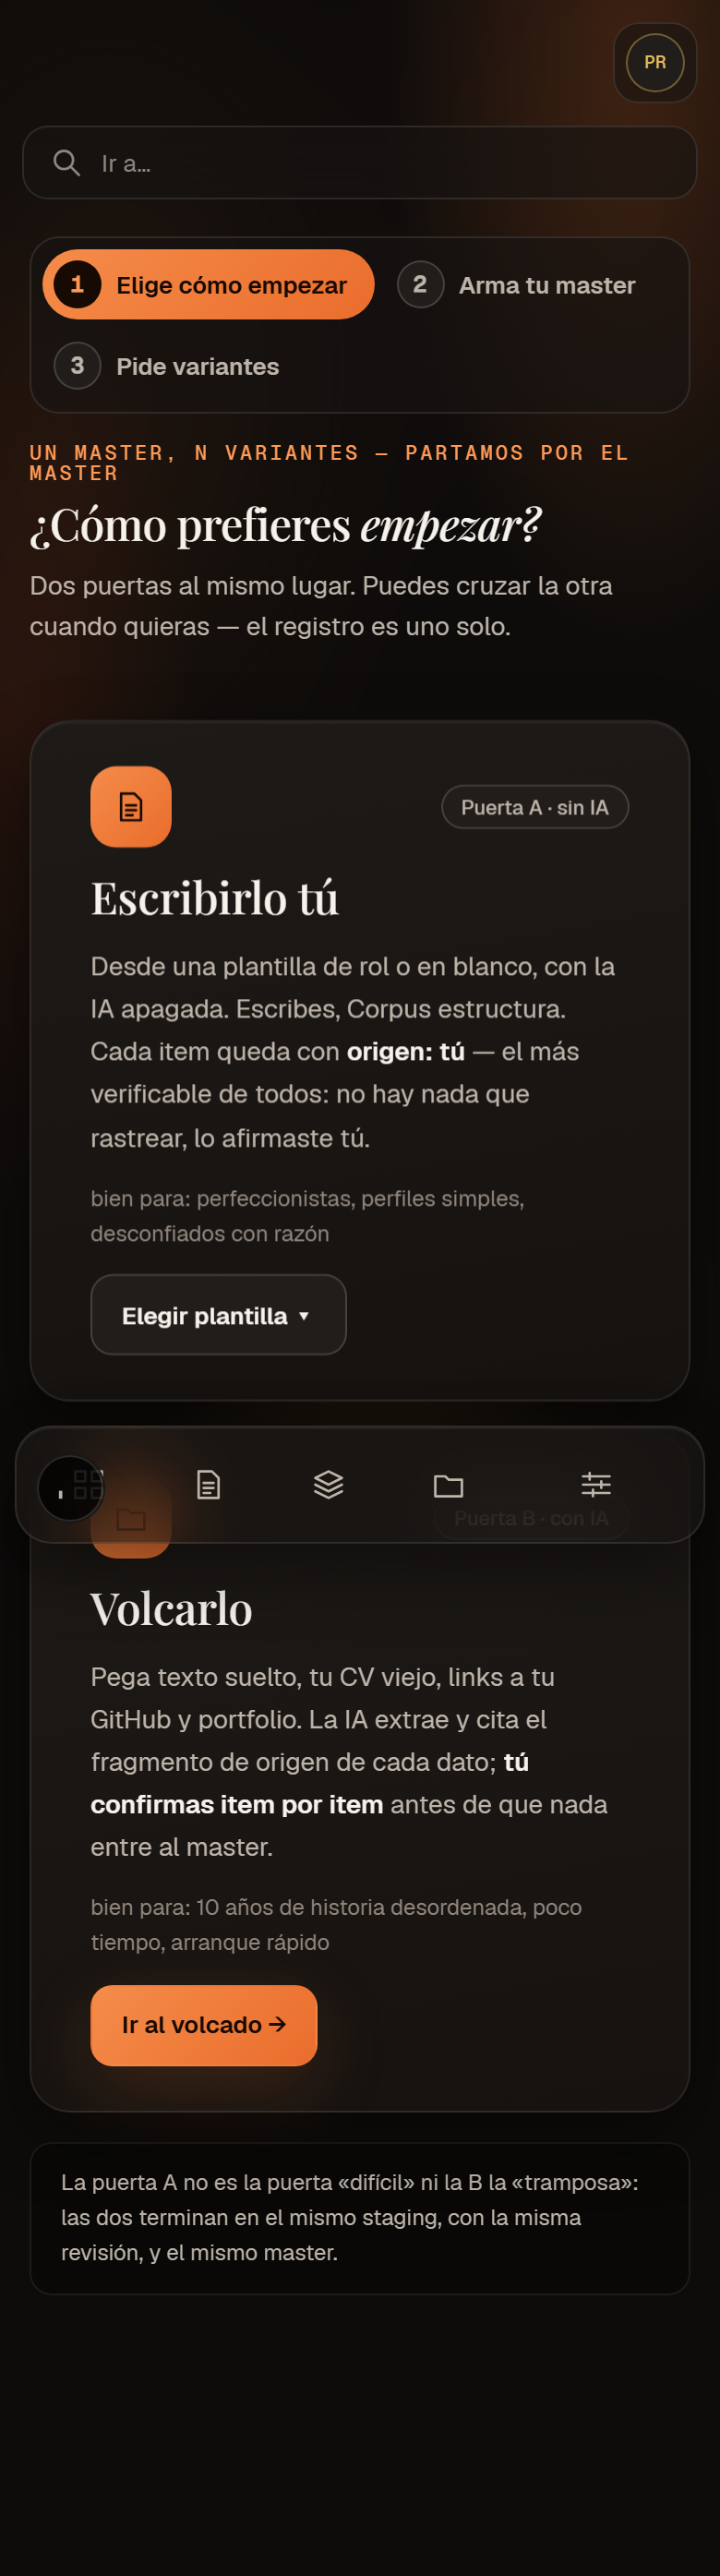 PR
Ir a...
1 Elige cómo empezar
2 Arma tu master
3 Pide variantes
UN MASTER, N VARIANTES — PARTAMOS POR EL
MASTER
¿Cómo prefieres empezar?
Dos puertas al mismo lugar. Puedes cruzar la otra
cuando quieras — el registro es uno solo.
Puerta A · sin IA
Escribirlo tú
Desde una plantilla de rol o en blanco, con la
IA apagada. Escribes, Corpus estructura.
Cada item queda con origen: tú — el más
verificable de todos: no hay nada que
rastrear, lo afirmaste tú.
bien para: perfeccionistas, perfiles simples,
desconfiados con razón
Elegir plantilla ▾
Puerta B · con IA
Volcarlo
Pega texto suelto, tu CV viejo, links a tu
GitHub y portfolio. La IA extrae y cita el
fragmento de origen de cada dato; tú
confirmas item por item antes de que nada
entre al master.
bien para: 10 años de historia desordenada, poco
tiempo, arranque rápido
Ir al volcado →
La puerta A no es la puerta «difícil» ni la B la «tramposa»:
las dos terminan en el mismo staging, con la misma
revisión, y el mismo master.